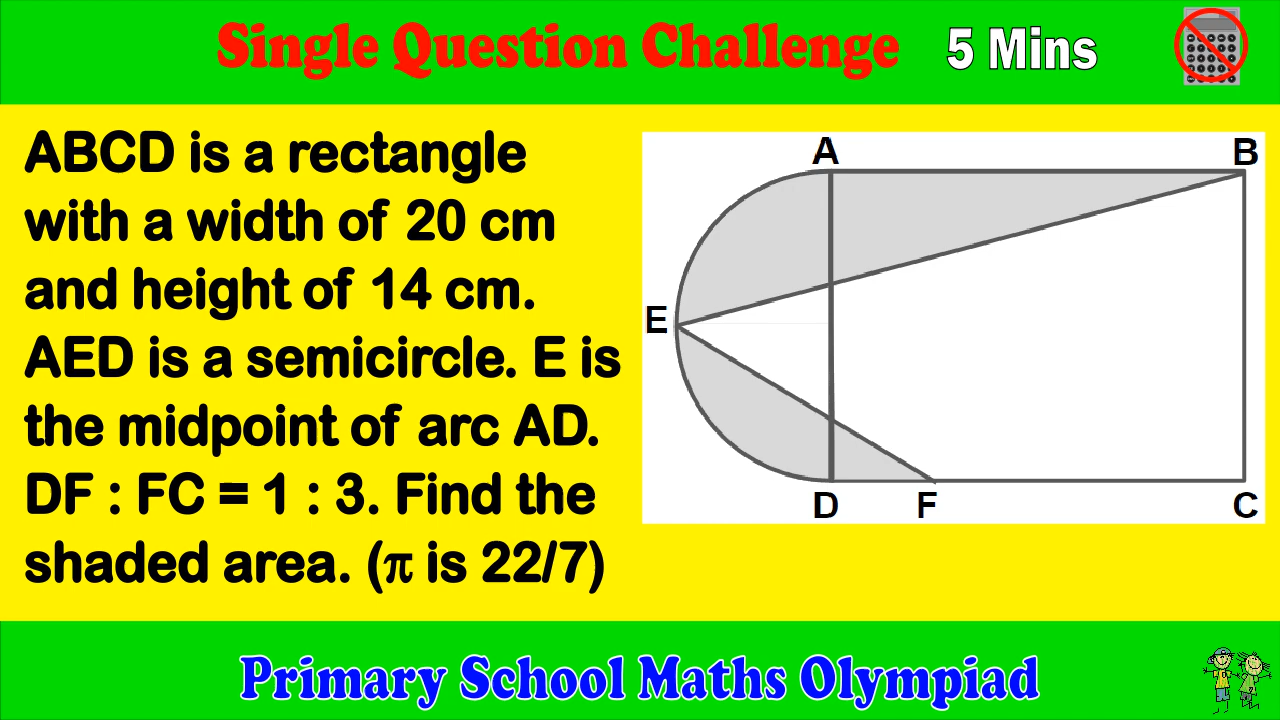 Single Question Challenge 5 Mins
ABCD is a rectangle
with a width of 20 cm
and height of 14 cm.
AED is a semicircle. E is
the midpoint of arc AD.
DF : FC = 1 : 3. Find the
shaded area. (π is 22/7)
A B
E
D F C
Primary School Maths Olympiad